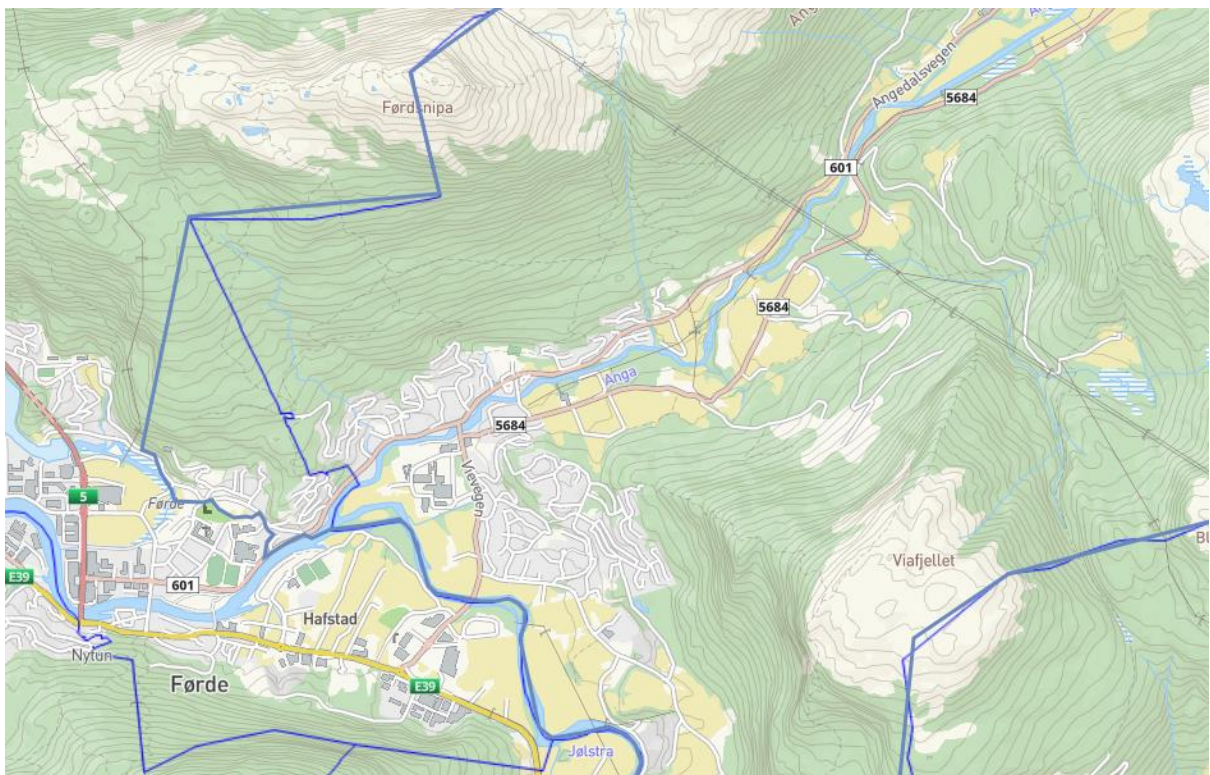 Førdsnipa
Angedalsvegen
5684
601
5684
Anga
5684
Vievegen
5
Førde
Viafjellet
E39
601
Hafstad
Nytun
Førde
E39
Jølstra